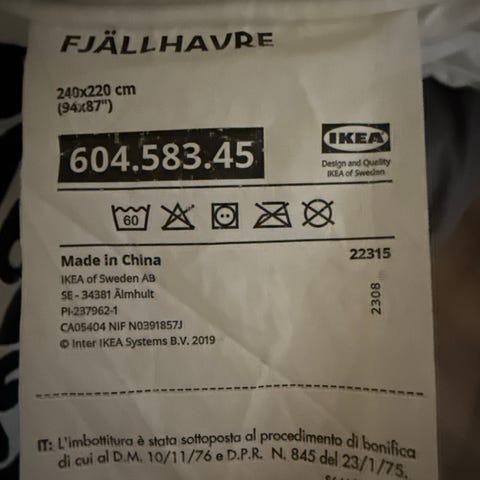 FJÄLLHAVRE
240x220 cm
(94x87")
604.583.45
IKEA
Design and Quality
IKEA of Sweden
60
Made in China
22315
IKEA of Sweden AB
SE - 34381 Älmhult
PI-237962-1
CA05404 NIF N0391857J
© Inter IKEA Systems B.V. 2019
2308
IT: L'imbottitura è stata sottoposta al procedimento di bonifica
di cui al D.M. 10/11/76 e D.P.R. N. 845 del 23/1/75.